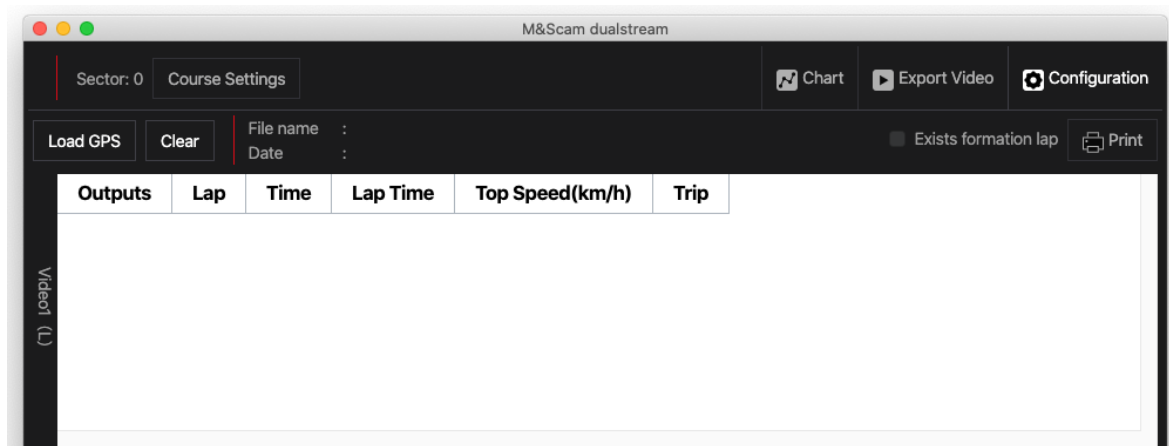 M&Scam dualstream
Sector: 0 Course Settings Chart Export Video Configuration
Load GPS Clear File name : Exists formation lap Print
Date :
Outputs Lap Time Lap Time Top Speed(km/h) Trip
Video1 (L)